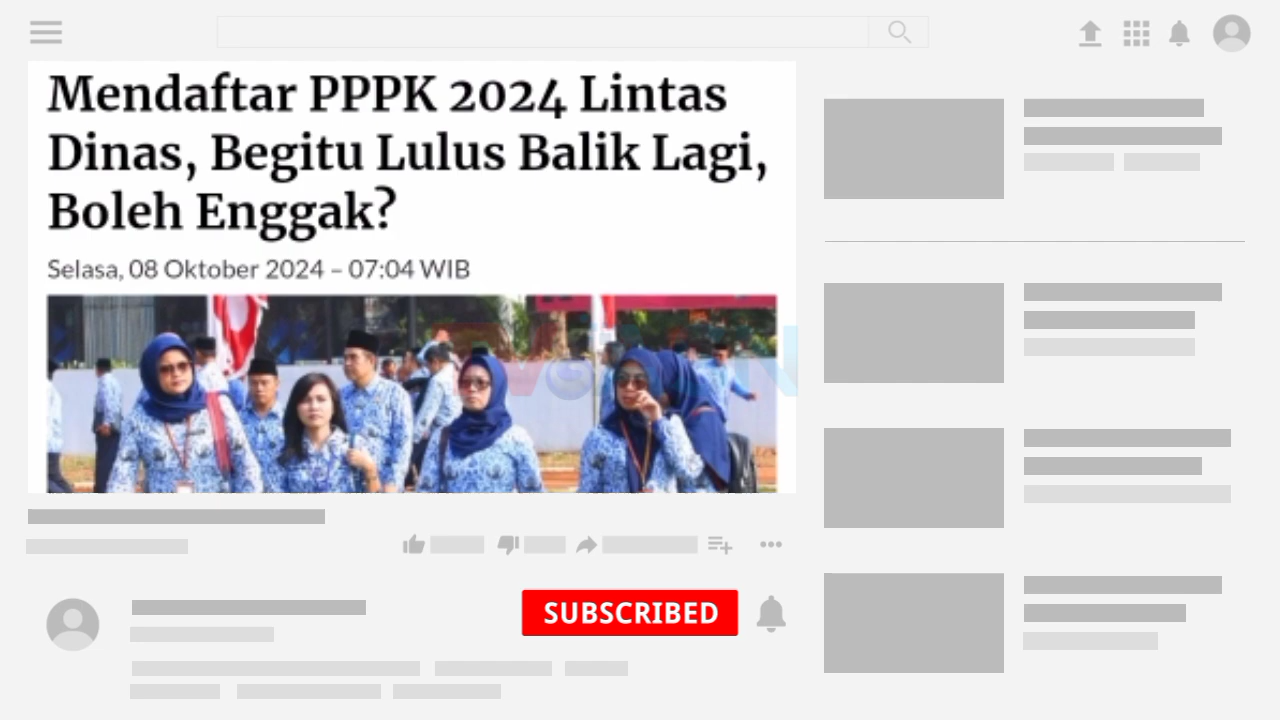 Mendaftar PPPK 2024 Lintas
Dinas, Begitu Lulus Balik Lagi,
Boleh Enggak?
Selasa, 08 Oktober 2024 – 07:04 WIB
SUBSCRIBED